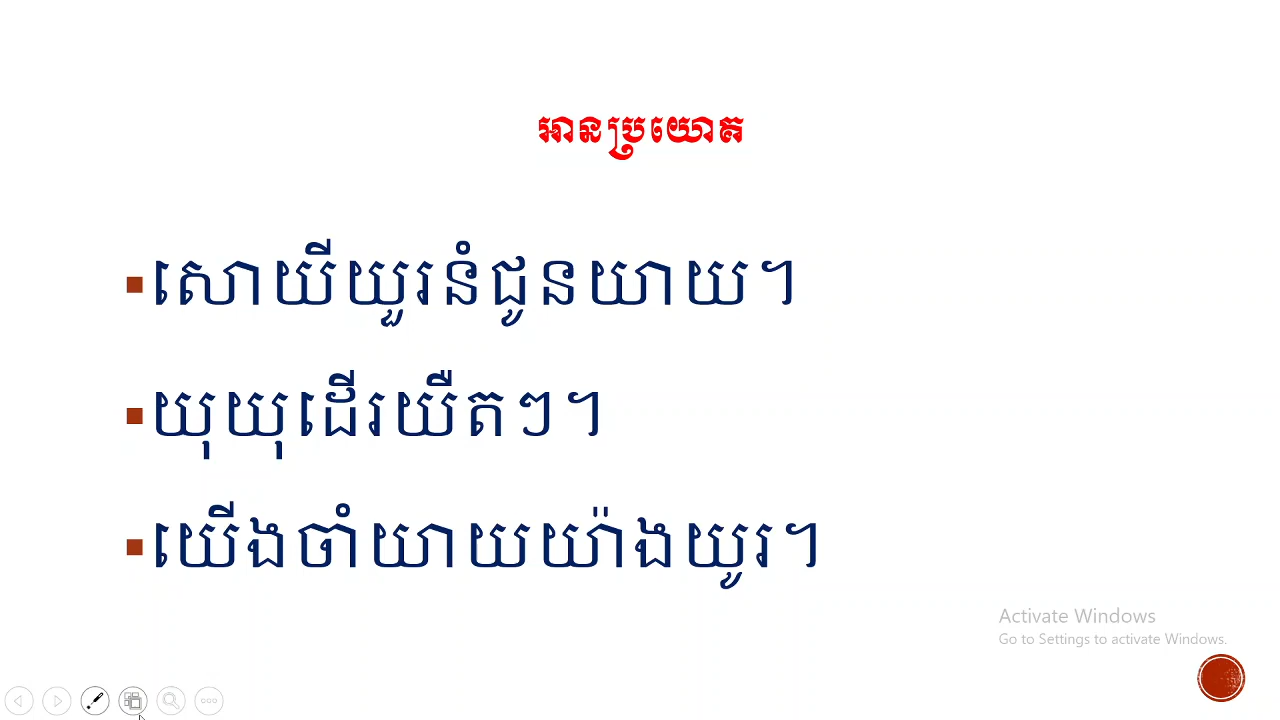 អានប្រយោគ
សោយីយួរនំជូនយាយ។
យុយុដើរយឺតៗ។
យើងចាំយាយយ៉ាងយូរ។
Activate Windows
Go to Settings to activate Windows.